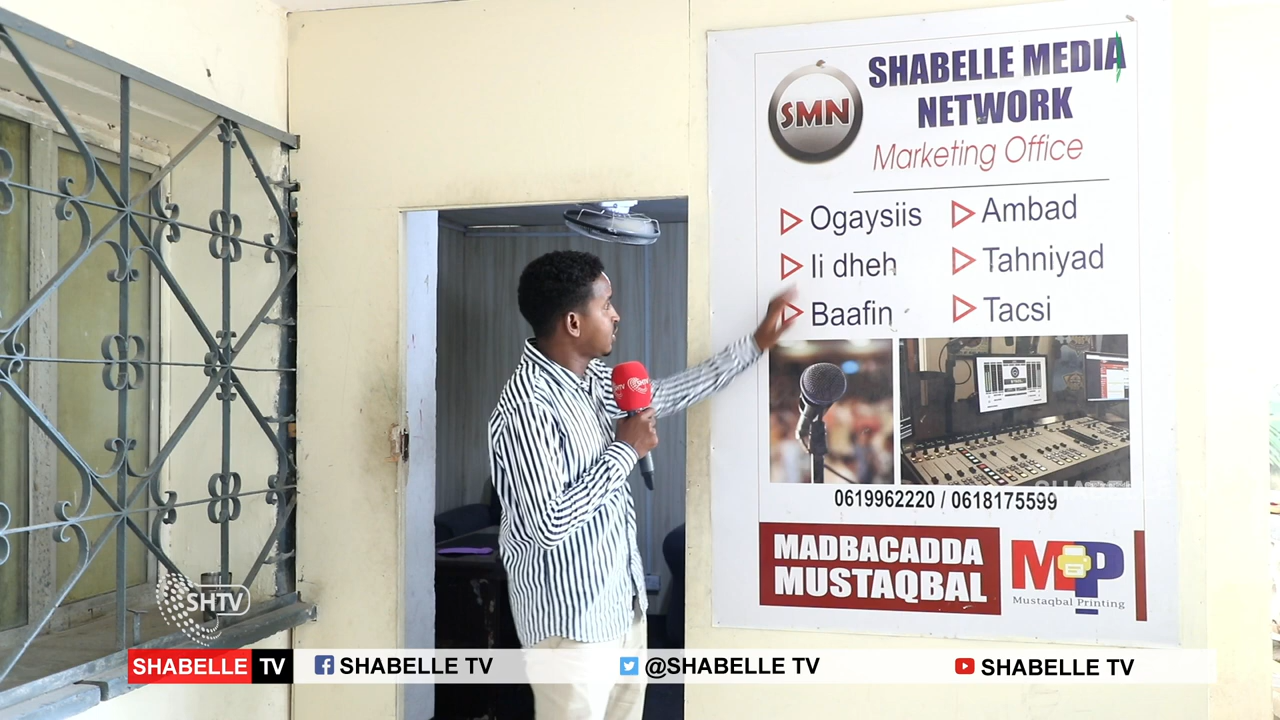 SHABELLE MEDIA
NETWORK
SMN
Marketing Office
Ogaysiis
Ambad
Ii dheh
Tahniyad
Baafin
Tacsi
SHTV
0619962220 / 0618175599
MADBACADDA
MUSTAQBAL
MP
Mustaqbal Printing
SHTV
SHABELLE TV
SHABELLE TV
@SHABELLE TV
SHABELLE TV